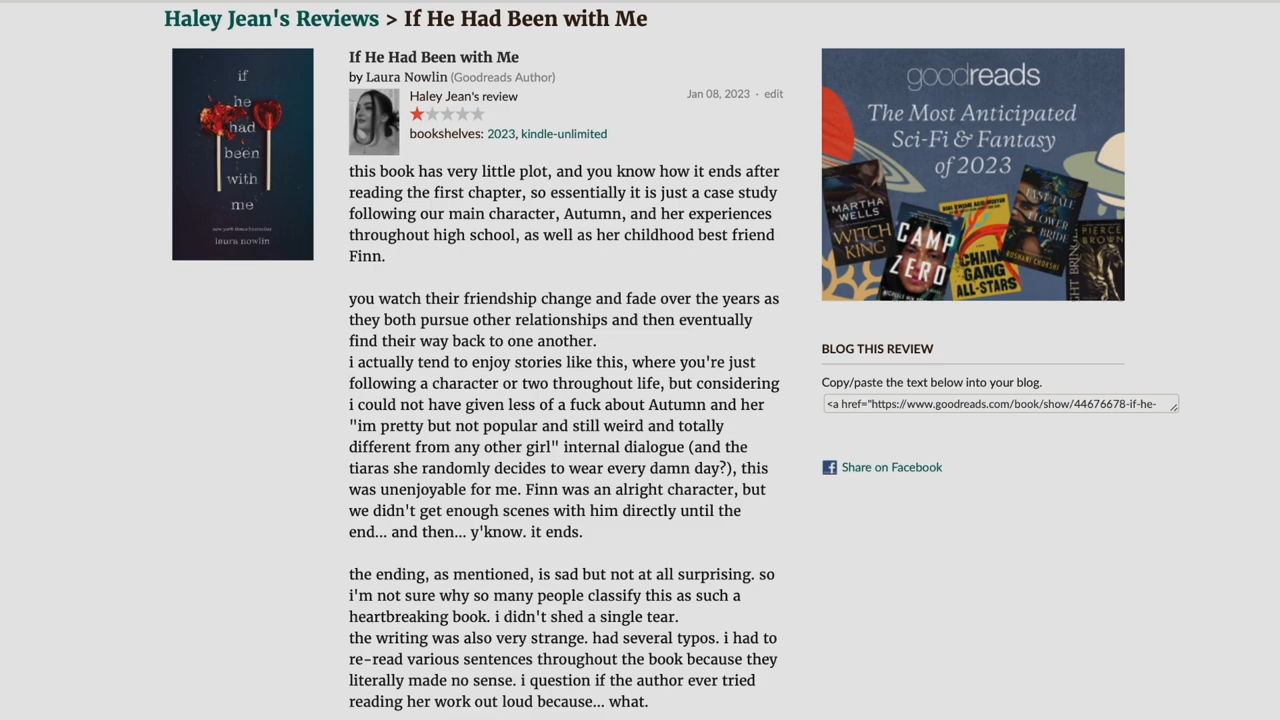 Haley Jean's Reviews > If He Had Been with Me
if
he
had
been
with
me
new york times bestseller
laura nowlin
If He Had Been with Me
by Laura Nowlin (Goodreads Author)
Haley Jean's review
Jan 08, 2023 · edit
bookshelves: 2023, kindle-unlimited
this book has very little plot, and you know how it ends after
reading the first chapter, so essentially it is just a case study
following our main character, Autumn, and her experiences
throughout high school, as well as her childhood best friend
Finn.
you watch their friendship change and fade over the years as
they both pursue other relationships and then eventually
find their way back to one another.
i actually tend to enjoy stories like this, where you're just
following a character or two throughout life, but considering
i could not have given less of a fuck about Autumn and her
"im pretty but not popular and still weird and totally
different from any other girl" internal dialogue (and the
tiaras she randomly decides to wear every damn day?), this
was unenjoyable for me. Finn was an alright character, but
we didn't get enough scenes with him directly until the
end... and then... y'know. it ends.
the ending, as mentioned, is sad but not at all surprising. so
i'm not sure why so many people classify this as such a
heartbreaking book. i didn't shed a single tear.
the writing was also very strange. had several typos. i had to
re-read various sentences throughout the book because they
literally made no sense. i question if the author ever tried
reading her work out loud because... what.
goodreads
The Most Anticipated
Sci-Fi & Fantasy
of 2023
MARTHA
WELLS
WITCH
KING
CAMP
ZERO
CHAIN
GANG
ALL-STARS
THE LAST TALE
OF THE FLOWER
BRIDE
ROSHANI CHOKSHI
PIERCE
BROWN
BLOG THIS REVIEW
Copy/paste the text below into your blog.
<a href="https://www.goodreads.com/book/show/44676678-if-he-
Share on Facebook